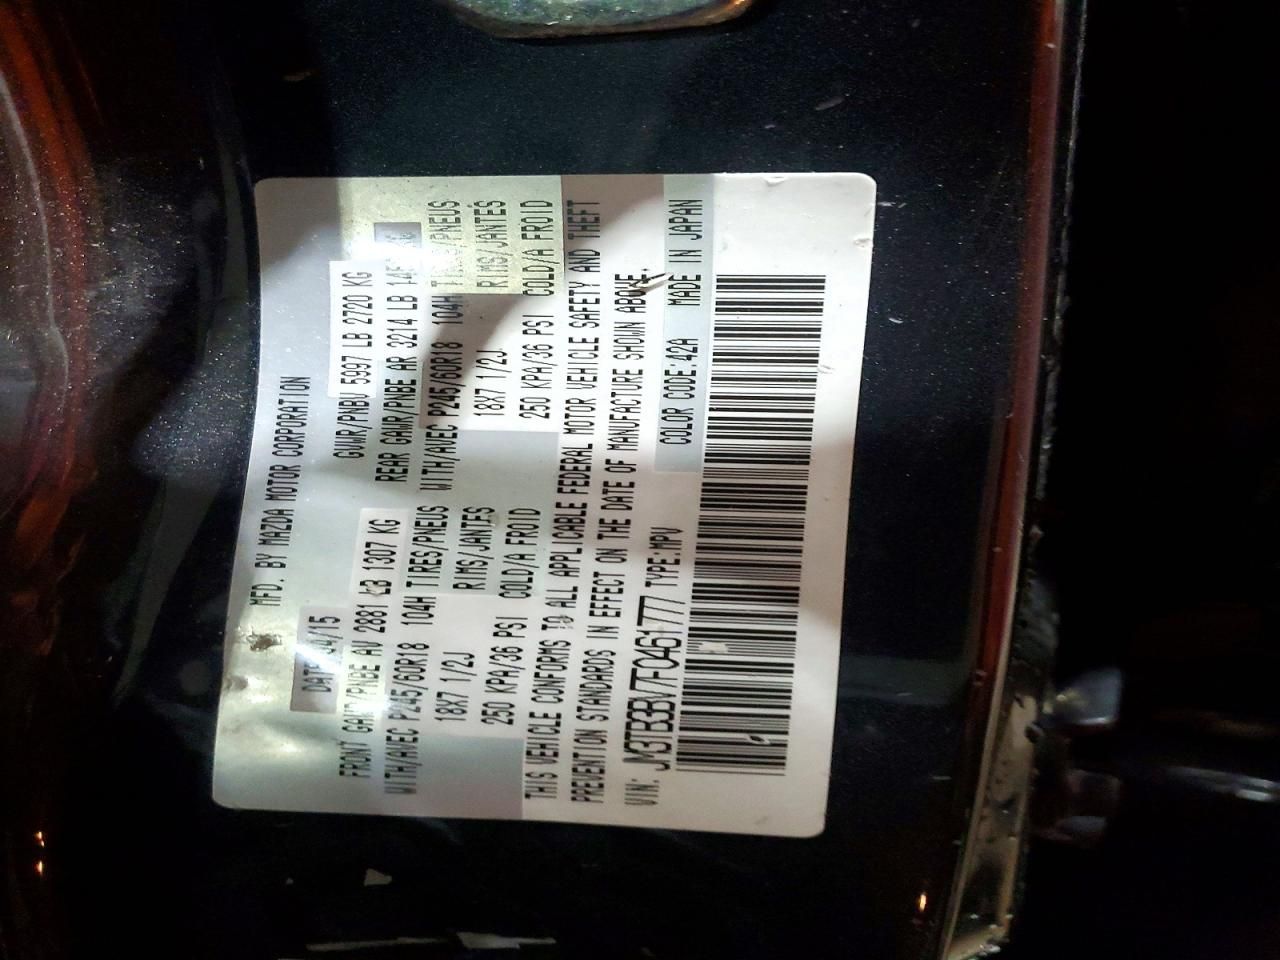 MFD. BY MAZDA MOTOR CORPORATION
DATE 04/15 GVWR/PNBV 5997 LB 2720 KG
FRONT GAWR/PNBE AV 2881 LB 1307 KG REAR GAWR/PNBE AR 3214 LB
WITH/AVEC P245/60R18 104H TIRES/PNEUS WITH/AVEC P245/60R18 104H TIRES/PNEUS
18X7 1/2J RIMS/JANTES 18X7 1/2J RIMS/JANTES
250 KPA/36 PSI COLD/A FROID 250 KPA/36 PSI COLD/A FROID
THIS VEHICLE CONFORMS TO ALL APPLICABLE FEDERAL MOTOR VEHICLE SAFETY AND THEFT
PREVENTION STANDARDS IN EFFECT ON THE DATE OF MANUFACTURE SHOWN ABOVE.
VIN: JM3TB3BV7F0461777 TYPE:MPV COLOR CODE:42A MADE IN JAPAN